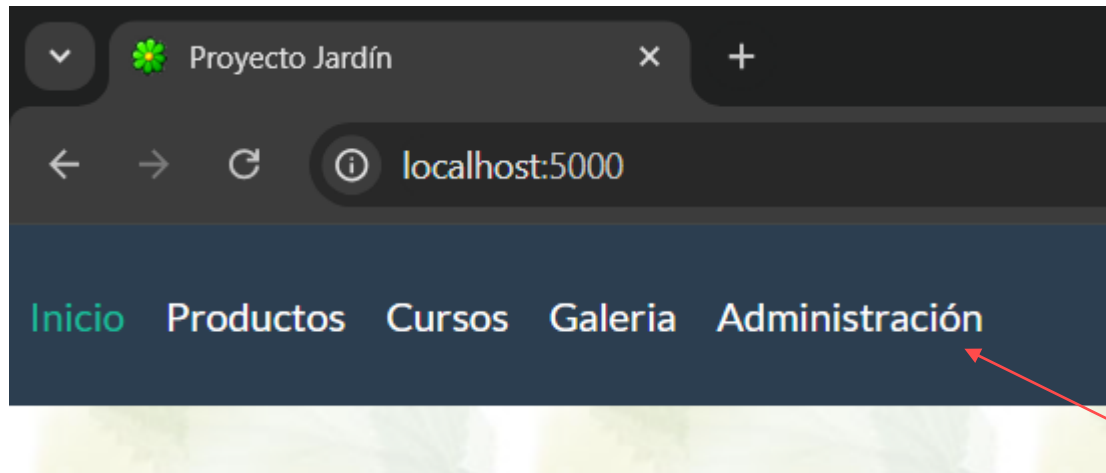 Proyecto Jardín
localhost:5000
Inicio Productos Cursos Galeria Administración